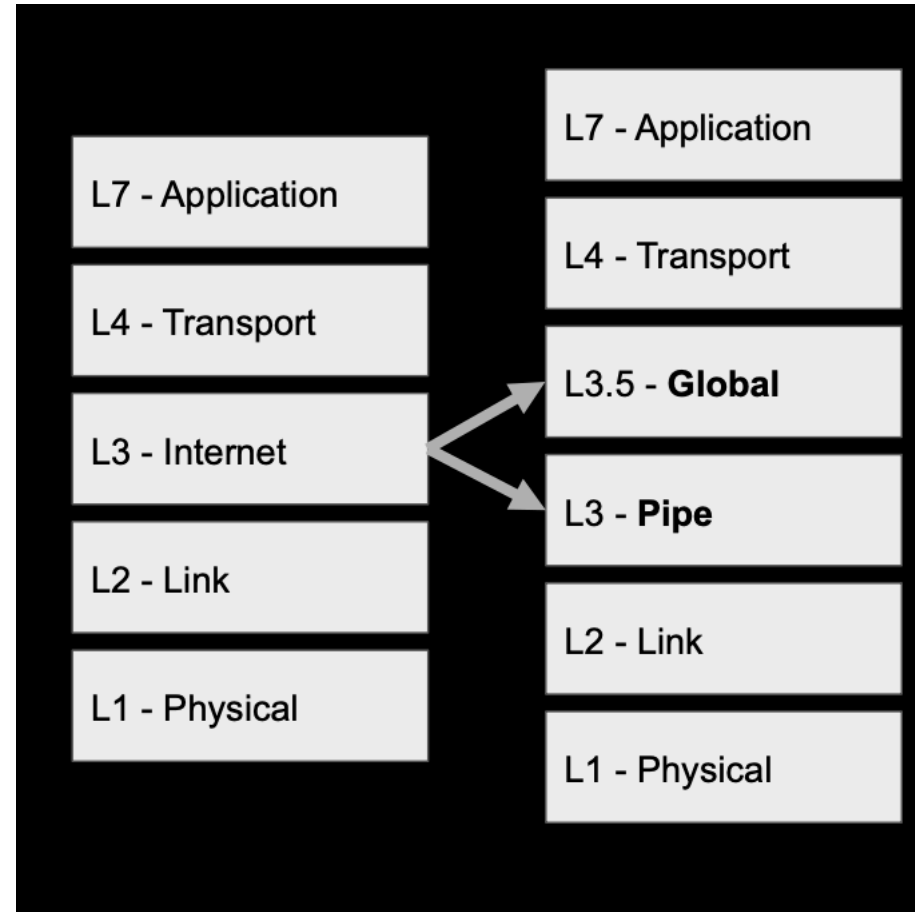 L7 - Application
L4 - Transport
L3 - Internet
L2 - Link
L1 - Physical
L7 - Application
L4 - Transport
L3.5 - Global
L3 - Pipe
L2 - Link
L1 - Physical